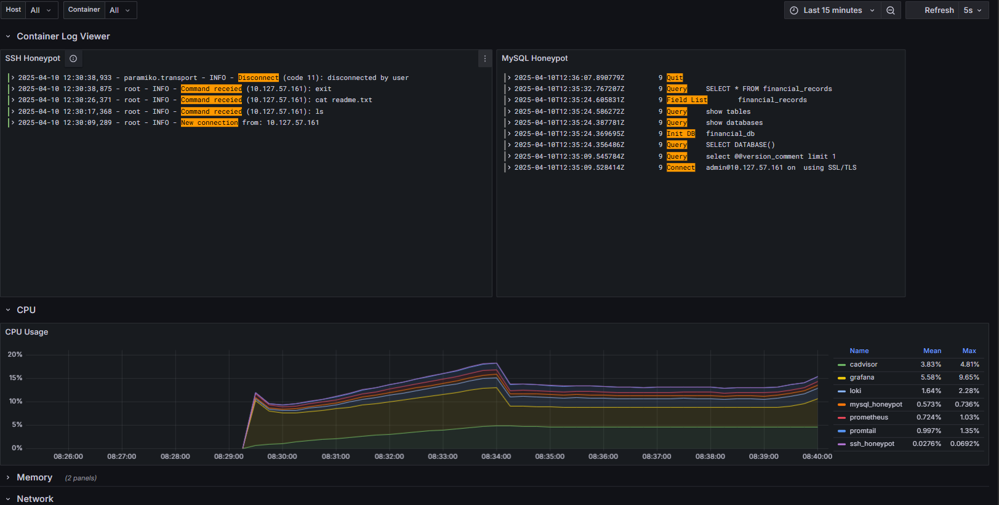 Host All Container All Last 15 minutes Refresh 5s
Container Log Viewer
SSH Honeypot
2025-04-10 12:30:38,933 - paramiko.transport - INFO - Disconnect (code 11): disconnected by user
2025-04-10 12:30:38,875 - root - INFO - Command receied (10.127.57.161): exit
2025-04-10 12:30:26,371 - root - INFO - Command receied (10.127.57.161): cat readme.txt
2025-04-10 12:30:17,368 - root - INFO - Command receied (10.127.57.161): ls
2025-04-10 12:30:09,289 - root - INFO - New connection from: 10.127.57.161
MySQL Honeypot
2025-04-10T12:36:07.890779Z 9 Quit
2025-04-10T12:35:32.767207Z 9 Query SELECT * FROM financial_records
2025-04-10T12:35:24.605831Z 9 Field List financial_records
2025-04-10T12:35:24.586272Z 9 Query show tables
2025-04-10T12:35:24.387781Z 9 Query show databases
2025-04-10T12:35:24.369695Z 9 Init DB financial_db
2025-04-10T12:35:24.356486Z 9 Query SELECT DATABASE()
2025-04-10T12:35:09.545784Z 9 Query select @@version_comment limit 1
2025-04-10T12:35:09.528414Z 9 Connect admin@10.127.57.161 on using SSL/TLS
CPU
CPU Usage
20%
15%
10%
5%
0%
08:26:00 08:27:00 08:28:00 08:29:00 08:30:00 08:31:00 08:32:00 08:33:00 08:34:00 08:35:00 08:36:00 08:37:00 08:38:00 08:39:00 08:40:00
Name Mean Max
cadvisor 3.83% 4.81%
grafana 5.58% 9.65%
loki 1.64% 2.28%
mysql_honeypot 0.573% 0.736%
prometheus 0.724% 1.03%
promtail 0.997% 1.35%
ssh_honeypot 0.0276% 0.0692%
Memory (2 panels)
Network